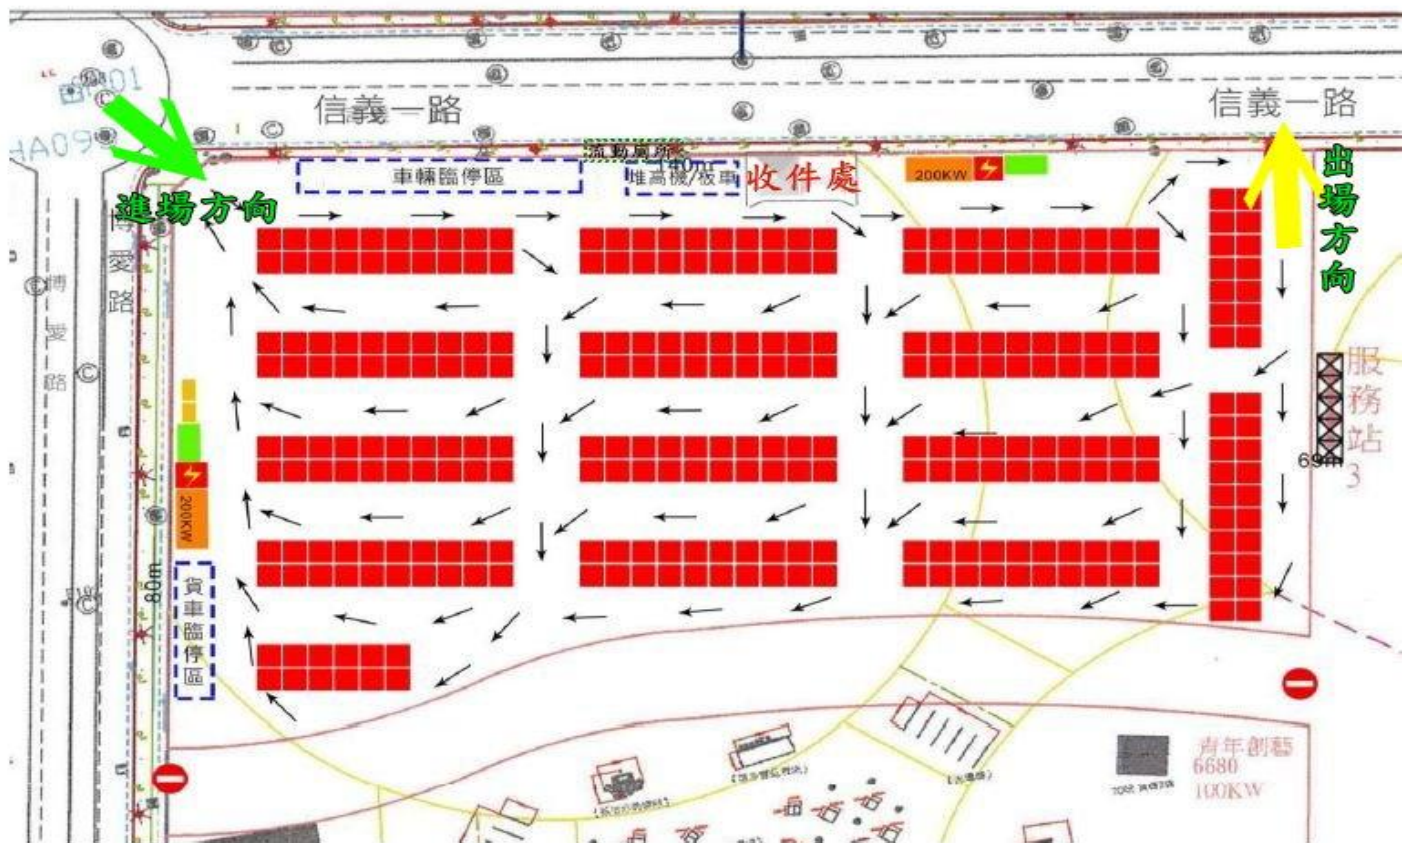 信義一路
信義一路
流動廁所
車輛臨停區
堆高機/板車
收件處
200KW
出場方向
進場方向
博愛路
博愛路
服務站
3
69m
200KW
80m
貨車臨停區
青年創藝
6680
100KW